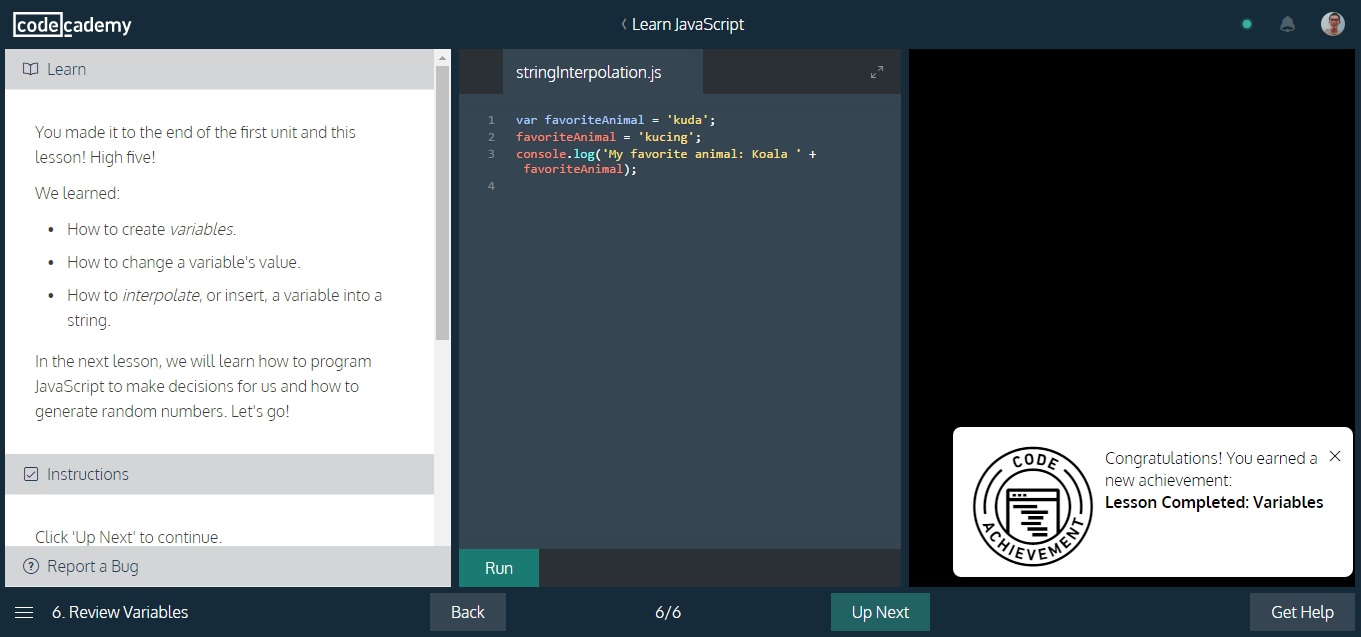 codecademy
Learn JavaScript
Learn
You made it to the end of the first unit and this
lesson! High five!
We learned:
• How to create variables.
• How to change a variable's value.
• How to interpolate, or insert, a variable into a
string.
In the next lesson, we will learn how to program
JavaScript to make decisions for us and how to
generate random numbers. Let's go!
Instructions
Click 'Up Next' to continue.
Report a Bug
stringInterpolation.js
1 var favoriteAnimal = 'kuda';
2 favoriteAnimal = 'kucing';
3 console.log('My favorite animal: Koala ' +
favoriteAnimal);
4
Run
CODE
ACHIEVEMENT
Congratulations! You earned a
new achievement:
Lesson Completed: Variables
6. Review Variables
Back
6/6
Up Next
Get Help